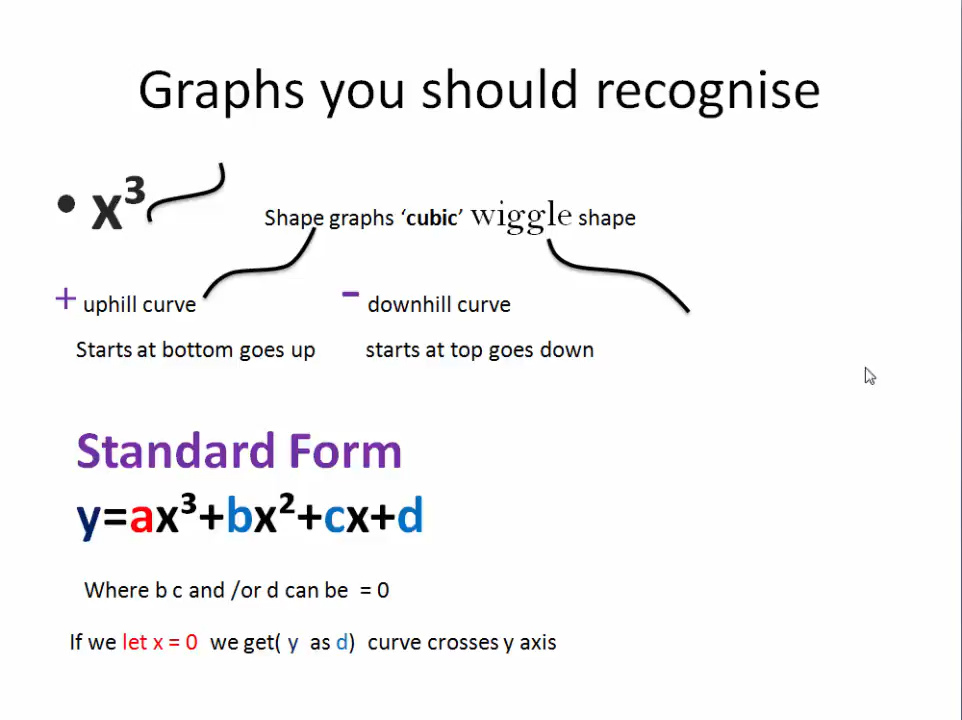 Graphs you should recognise
• x³
Shape graphs ‘cubic’ wiggle shape
+ uphill curve - downhill curve
Starts at bottom goes up starts at top goes down
Standard Form
y=ax³+bx²+cx+d
Where b c and /or d can be = 0
If we let x = 0 we get( y as d) curve crosses y axis